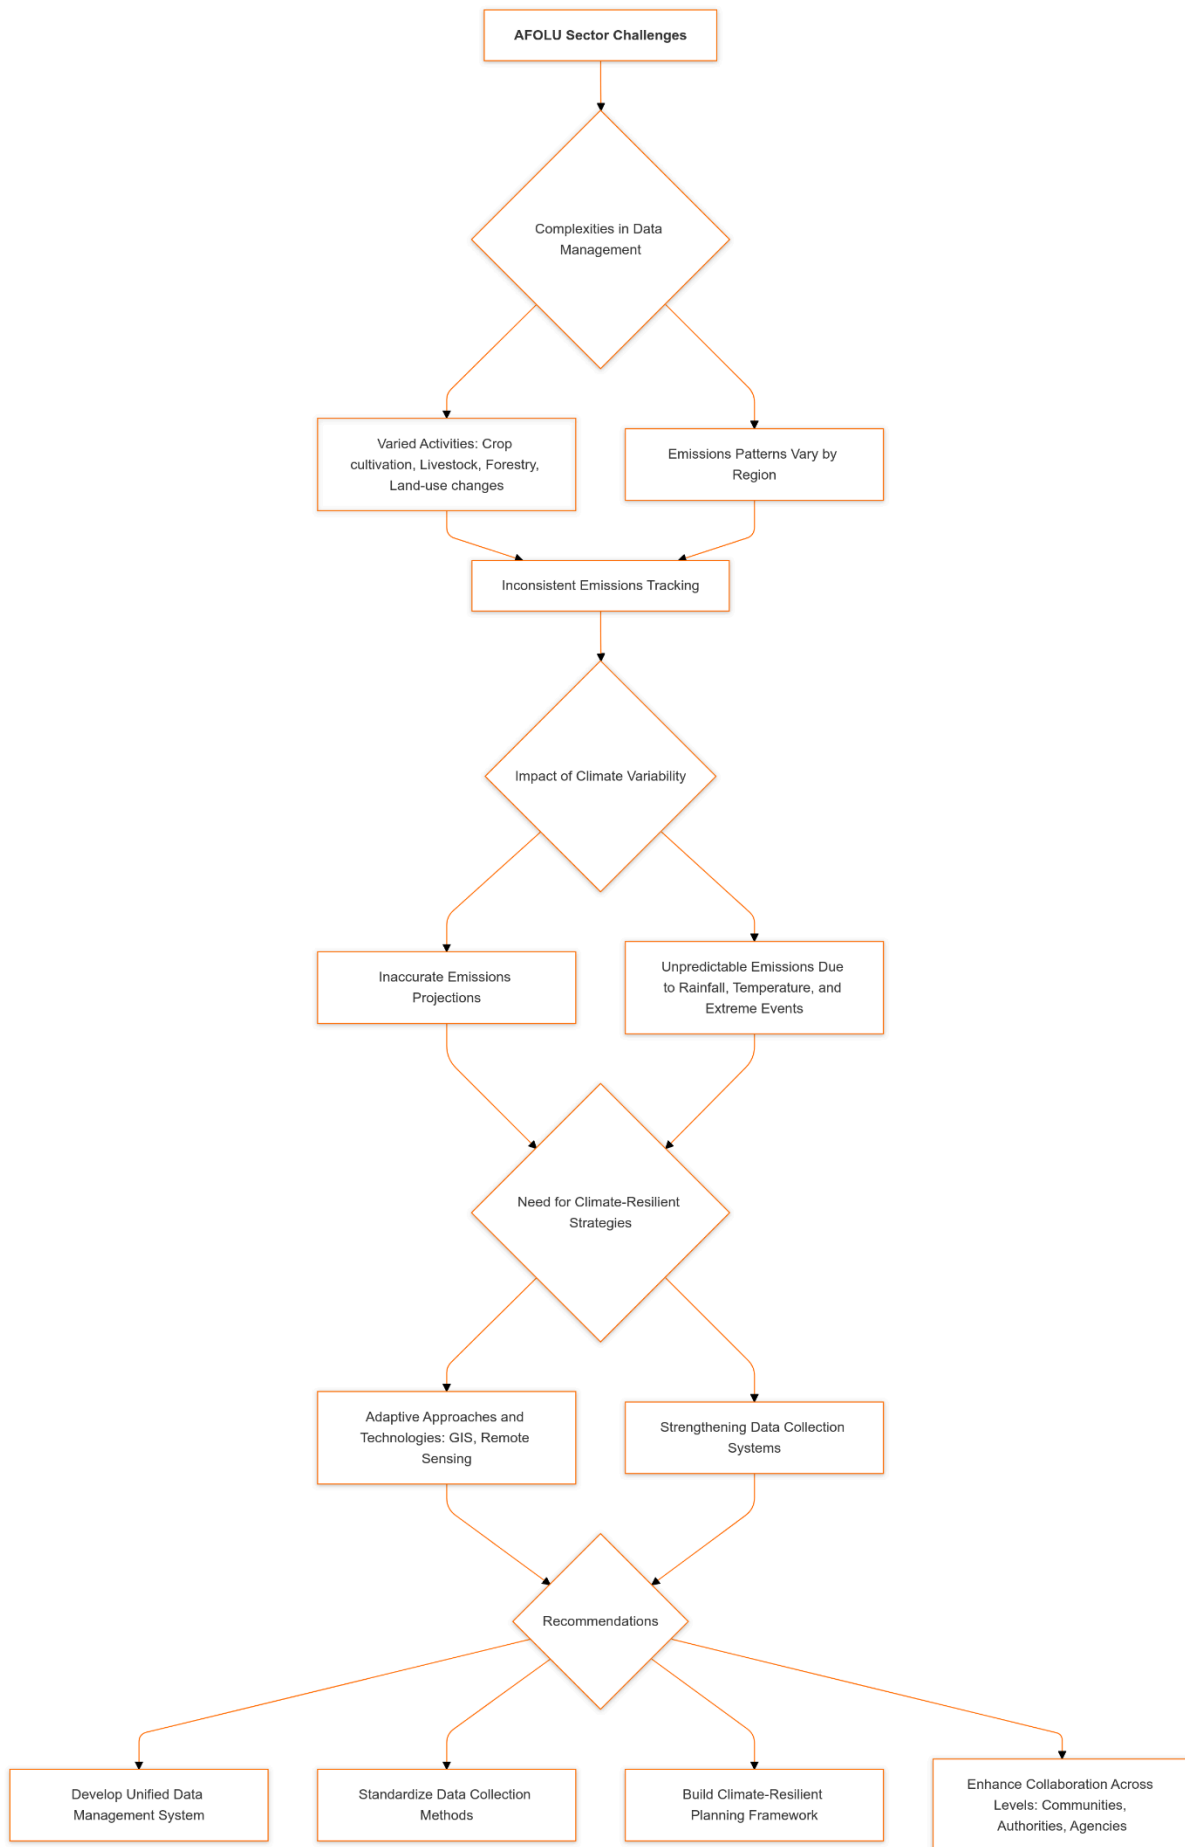 AFOLU Sector Challenges
Complexities in Data
Management
Varied Activities: Crop
cultivation, Livestock, Forestry,
Land-use changes
Emissions Patterns Vary by
Region
Inconsistent Emissions Tracking
Impact of Climate Variability
Inaccurate Emissions
Projections
Unpredictable Emissions Due
to Rainfall, Temperature, and
Extreme Events
Need for Climate-Resilient
Strategies
Adaptive Approaches and
Technologies: GIS, Remote
Sensing
Strengthening Data Collection
Systems
Recommendations
Develop Unified Data
Management System
Standardize Data Collection
Methods
Build Climate-Resilient
Planning Framework
Enhance Collaboration Across
Levels: Communities,
Authorities, Agencies